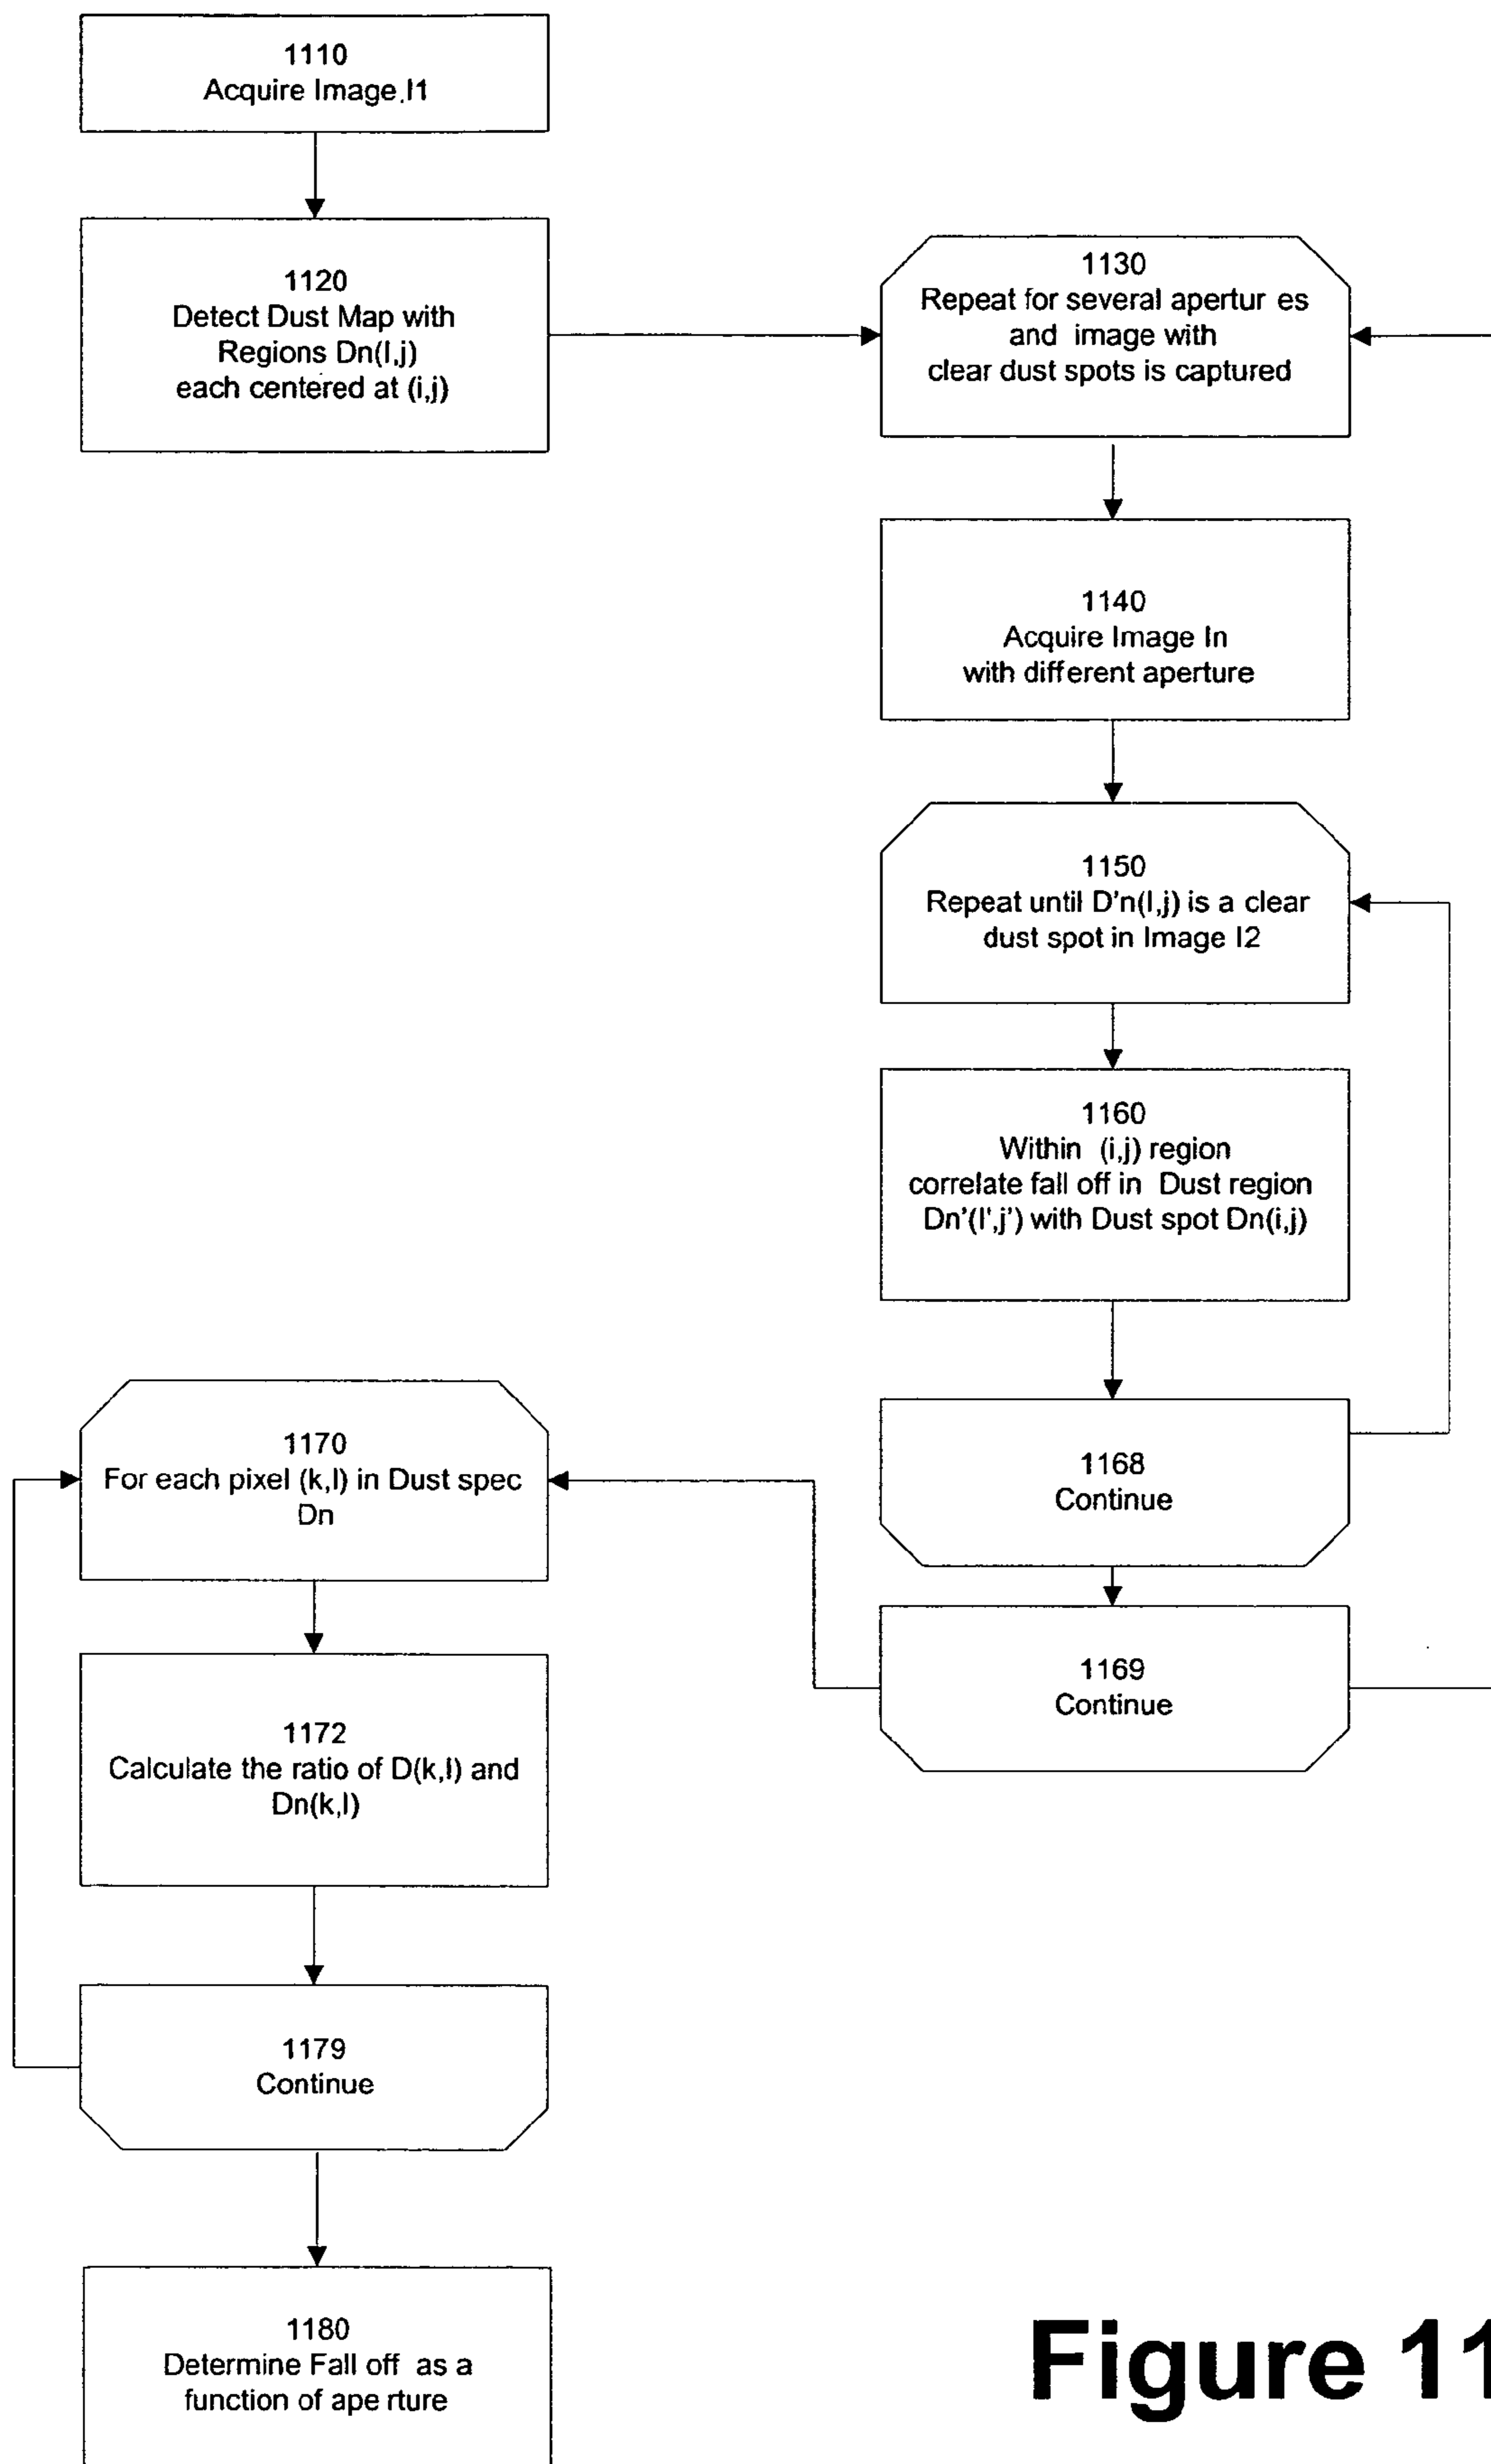 1110
Acquire Image,I1
1120
Detect Dust Map with
Regions Dn(I,j)
each centered at (i,j)
1130
Repeat for several apertur es
and image with
clear dust spots is captured
1140
Acquire Image In
with different aperture
1150
Repeat until D'n(I,j) is a clear
dust spot in Image I2
1160
Within (i,j) region
correlate fall off in Dust region
Dn'(I',j') with Dust spot Dn(i,j)
1168
Continue
1169
Continue
1170
For each pixel (k,l) in Dust spec
Dn
1172
Calculate the ratio of D(k,l) and
Dn(k,l)
1179
Continue
1180
Determine Fall off as a
function of ape rture
Figure 11